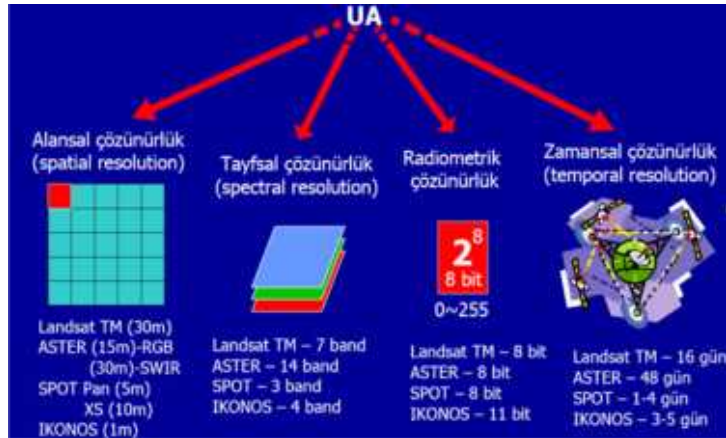 UA
Alansal çözünürlük
(spatial resolution)
Landsat TM (30m)
ASTER (15m)-RGB
(30m)-SWIR
SPOT Pan (5m)
XS (10m)
IKONOS (1m)
Tayfsal çözünürlük
(spectral resolution)
Landsat TM – 7 band
ASTER – 14 band
SPOT – 3 band
IKONOS – 4 band
Radiometrik
çözünürlük
2⁸
8 bit
0~255
Landsat TM – 8 bit
ASTER – 8 bit
SPOT – 8 bit
IKONOS – 11 bit
Zamansal çözünürlük
(temporal resolution)
Landsat TM – 16 gün
ASTER – 48 gün
SPOT – 1-4 gün
IKONOS – 3-5 gün